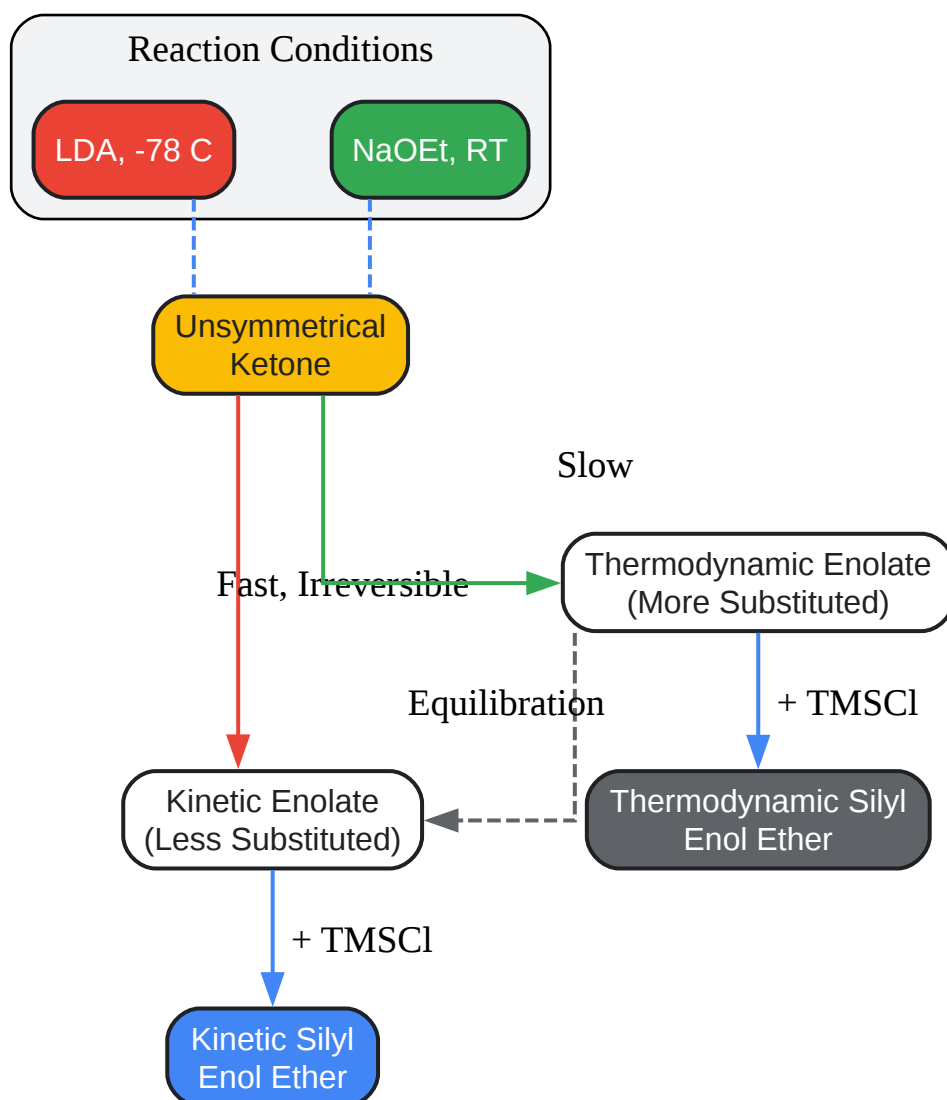 Reaction Conditions
LDA, -78 C
NaOEt, RT
Unsymmetrical
Ketone
Slow
Fast, Irreversible
Thermodynamic Enolate
(More Substituted)
Equilibration
+ TMSCl
Kinetic Enolate
(Less Substituted)
Thermodynamic Silyl
Enol Ether
+ TMSCl
Kinetic Silyl
Enol Ether